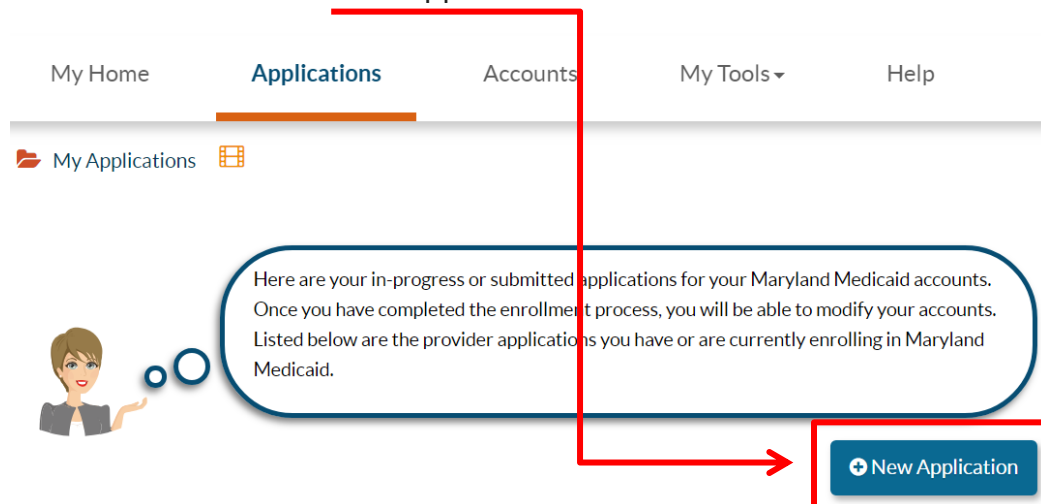 My Home Applications Accounts My Tools Help
My Applications
Here are your in-progress or submitted applications for your Maryland Medicaid accounts.
Once you have completed the enrollment process, you will be able to modify your accounts.
Listed below are the provider applications you have or are currently enrolling in Maryland
Medicaid.
New Application